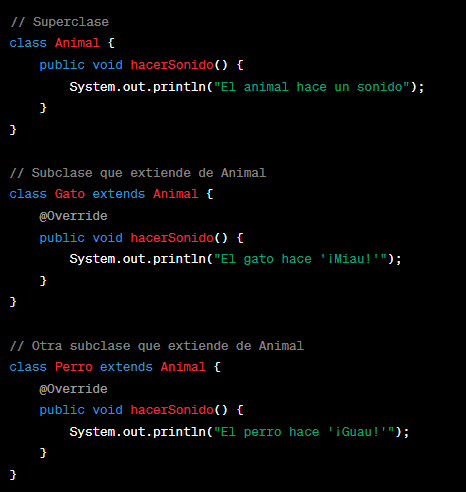 // Superclase
class Animal {
    public void hacerSonido() {
        System.out.println("El animal hace un sonido");
    }
}

// Subclase que extiende de Animal
class Gato extends Animal {
    @Override
    public void hacerSonido() {
        System.out.println("El gato hace '¡Miau!'");
    }
}

// Otra subclase que extiende de Animal
class Perro extends Animal {
    @Override
    public void hacerSonido() {
        System.out.println("El perro hace '¡Guau!'");
    }
}